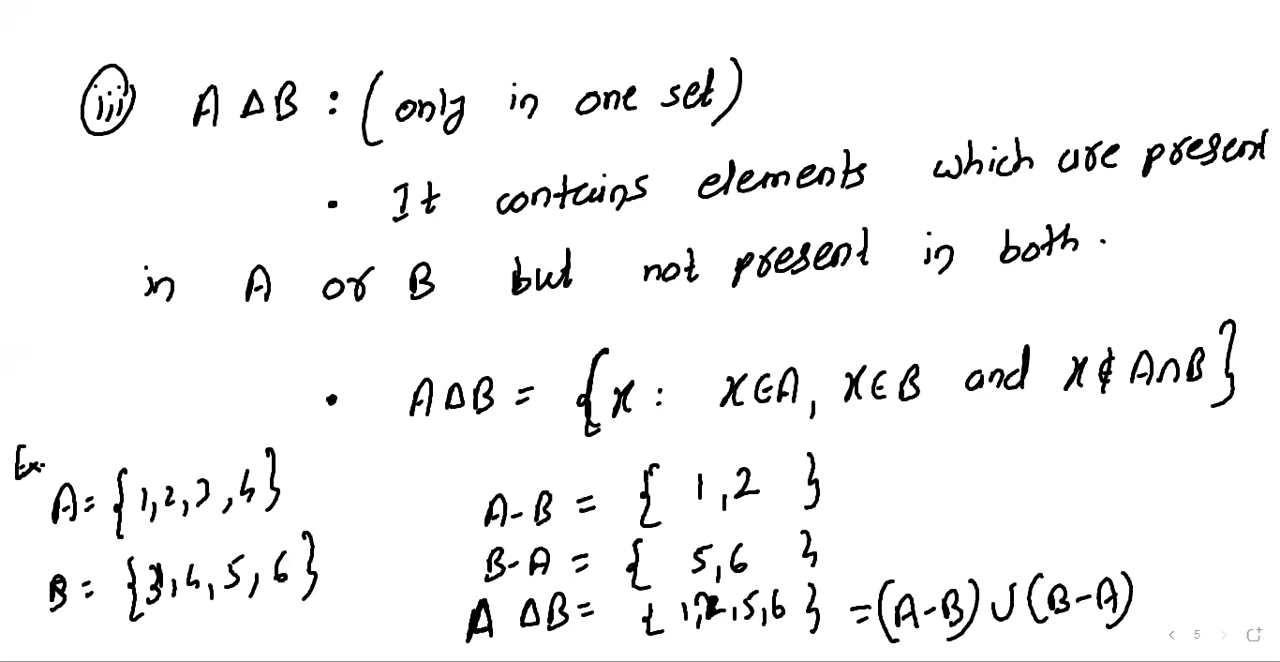 (iii) A Δ B : (only in one set)
• It contains elements which are present
in A or B but not present in both.
• A Δ B = { x : x ∈ A, x ∈ B and x ∉ A ∩ B }
Ex.
A = {1, 2, 3, 4}
B = {3, 4, 5, 6}
A - B = { 1, 2 }
B - A = { 5, 6 }
A Δ B = { 1, 2, 5, 6 } = (A - B) ∪ (B - A)
< 5 >